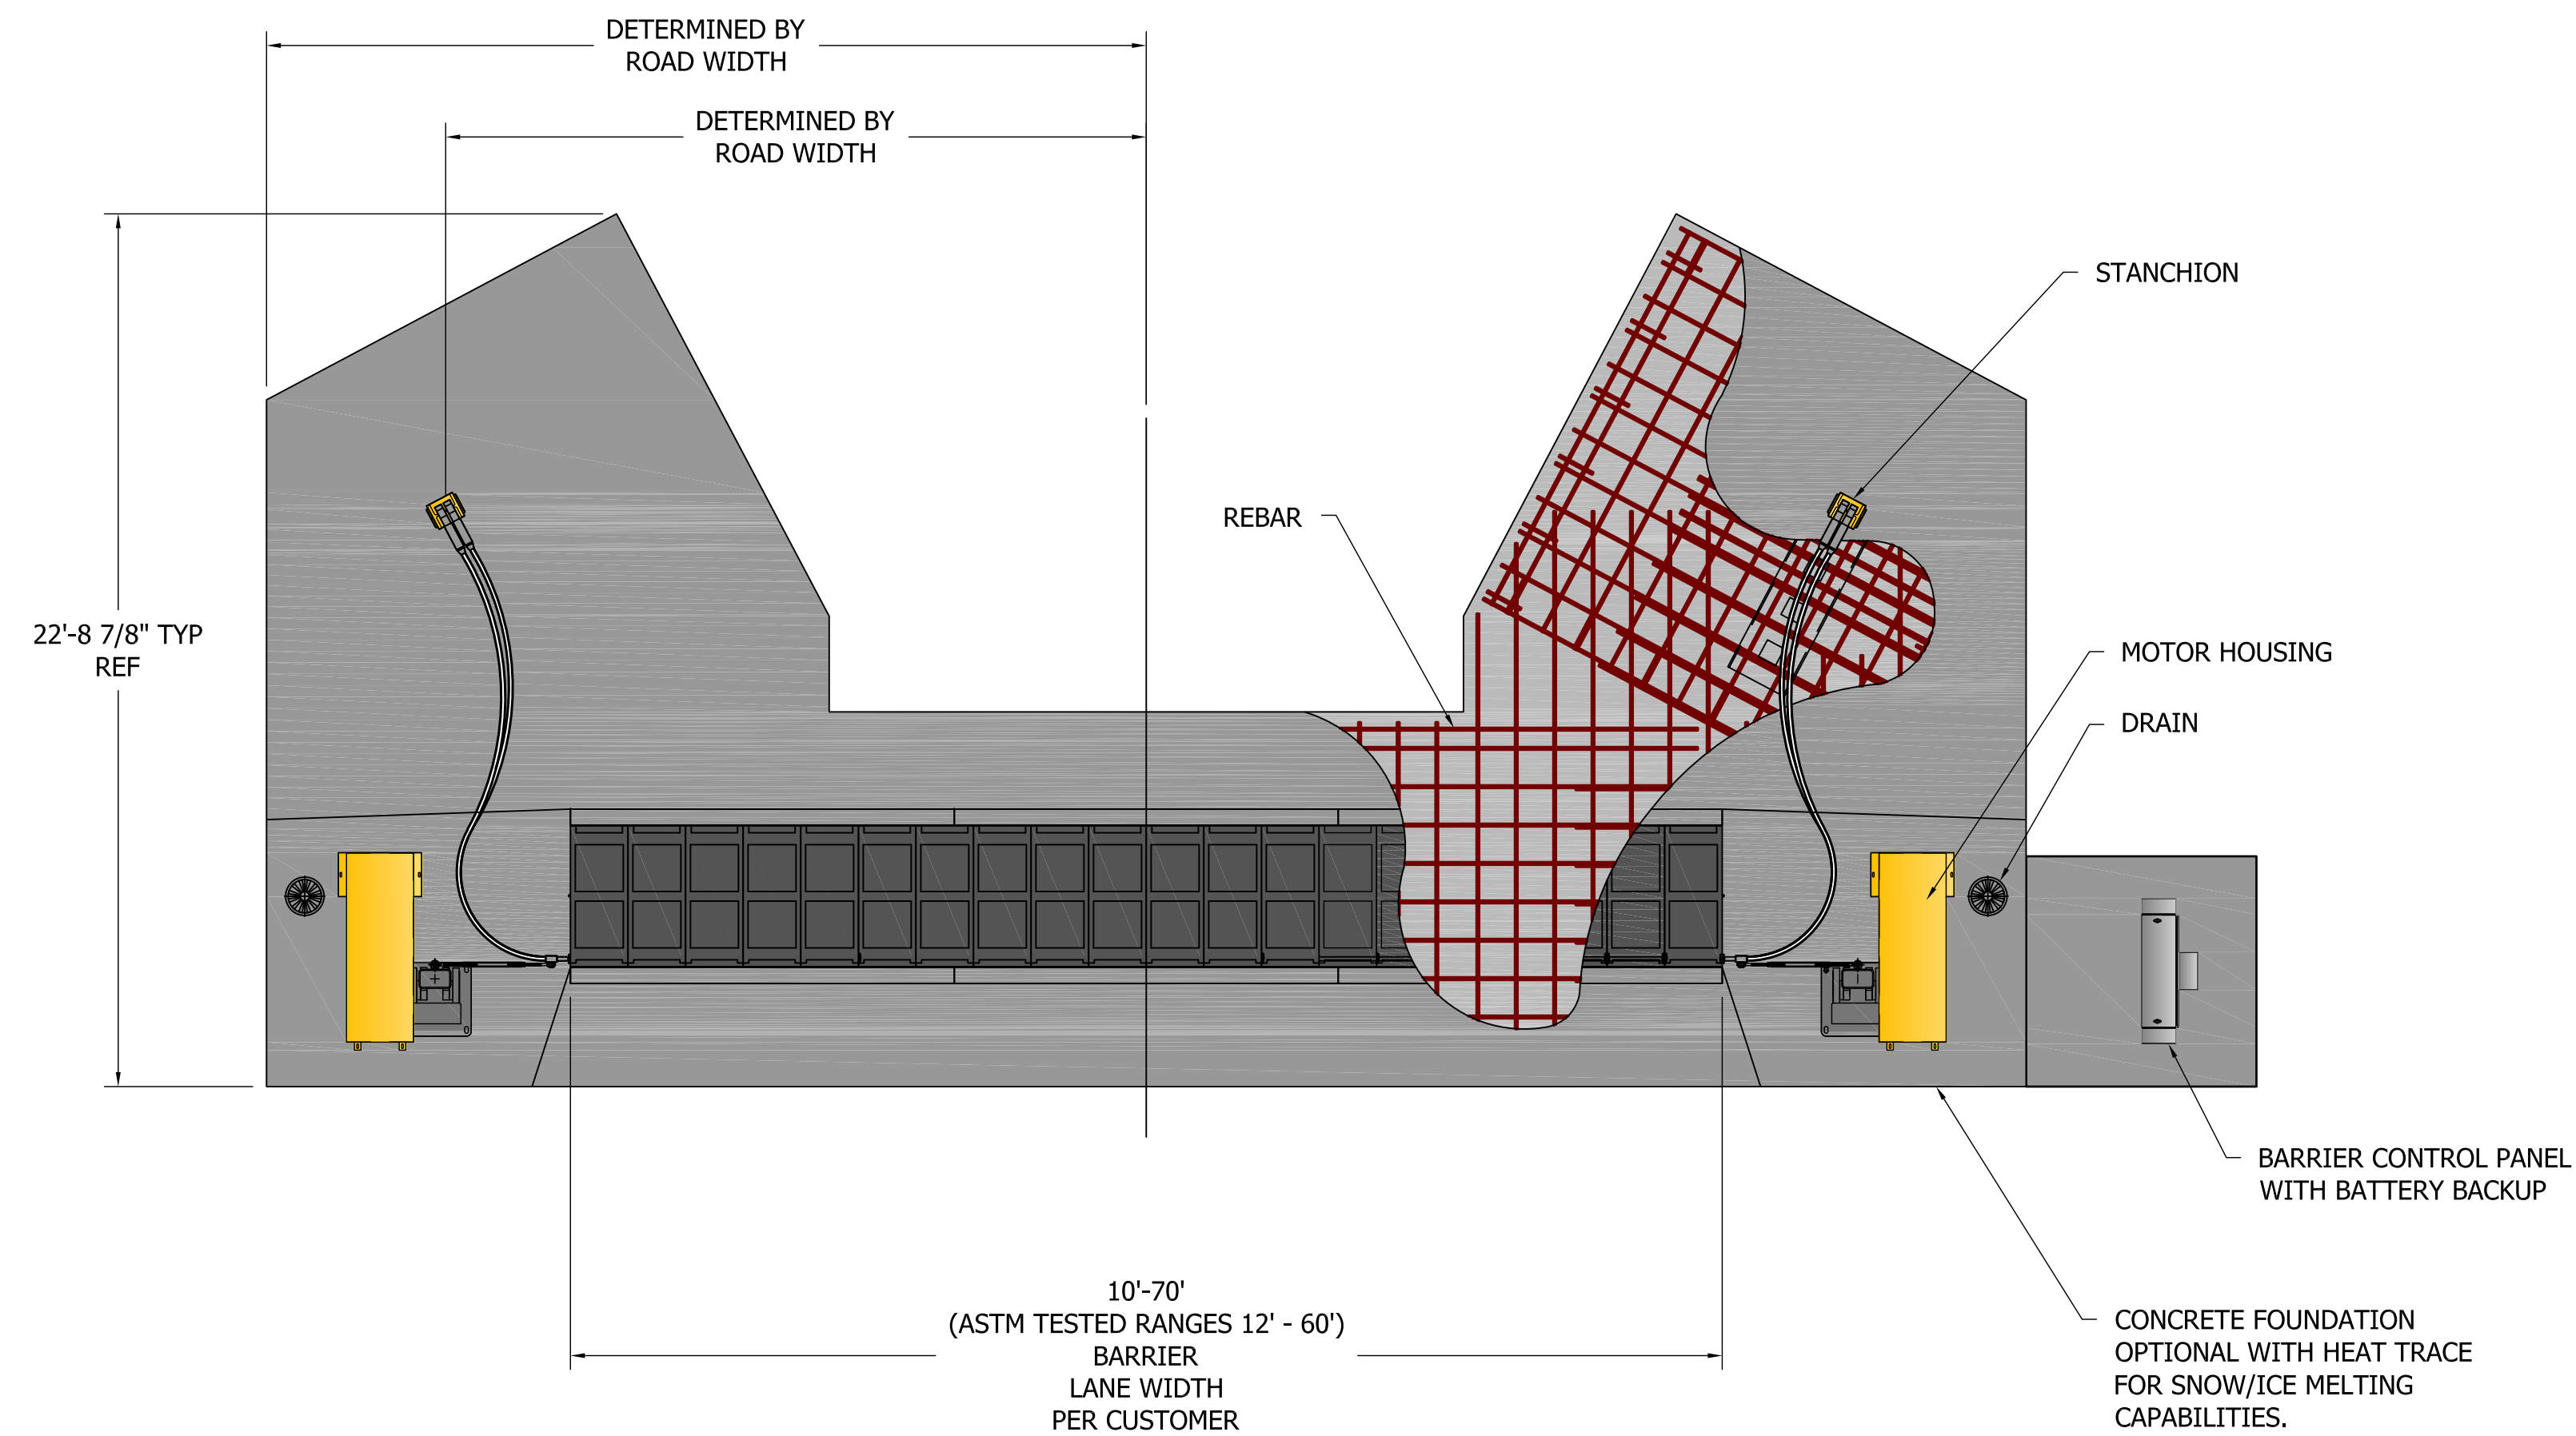 DETERMINED BY
ROAD WIDTH
DETERMINED BY
ROAD WIDTH
STANCHION
REBAR
22'-8 7/8" TYP
REF
MOTOR HOUSING
DRAIN
BARRIER CONTROL PANEL
WITH BATTERY BACKUP
10'-70'
(ASTM TESTED RANGES 12' - 60')
BARRIER
LANE WIDTH
PER CUSTOMER
CONCRETE FOUNDATION
OPTIONAL WITH HEAT TRACE
FOR SNOW/ICE MELTING
CAPABILITIES.